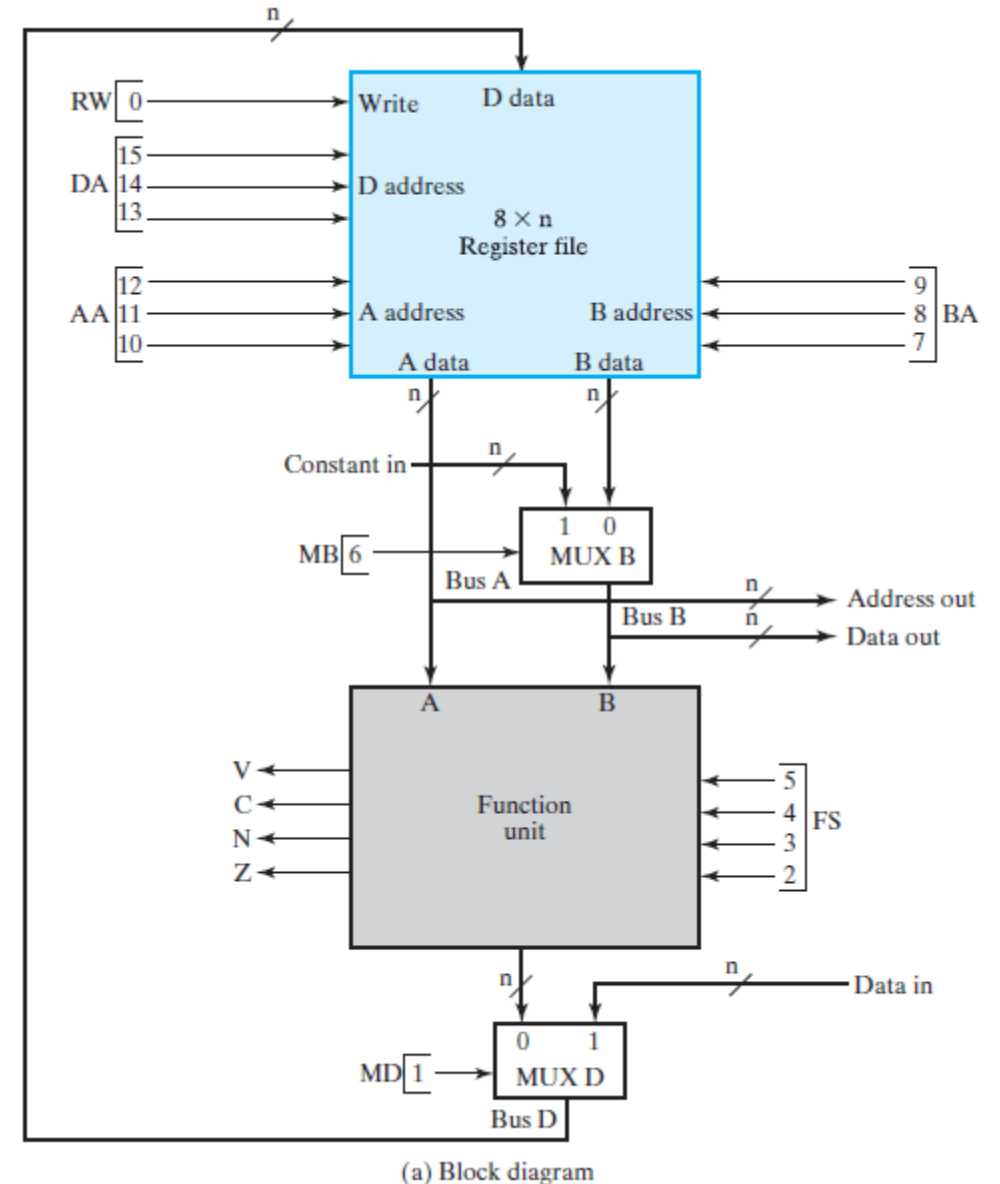 n
D data
RW 0 Write
15
DA 14 D address
13
8 × n
Register file
12 9
AA 11 A address B address 8 BA
10 7
A data B data
n n
Constant in n
1 0
MB 6 MUX B
Bus A n Address out
Bus B n Data out
A B
V 5
C Function 4 FS
N unit 3
Z 2
n n Data in
0 1
MD 1 MUX D
Bus D
(a) Block diagram